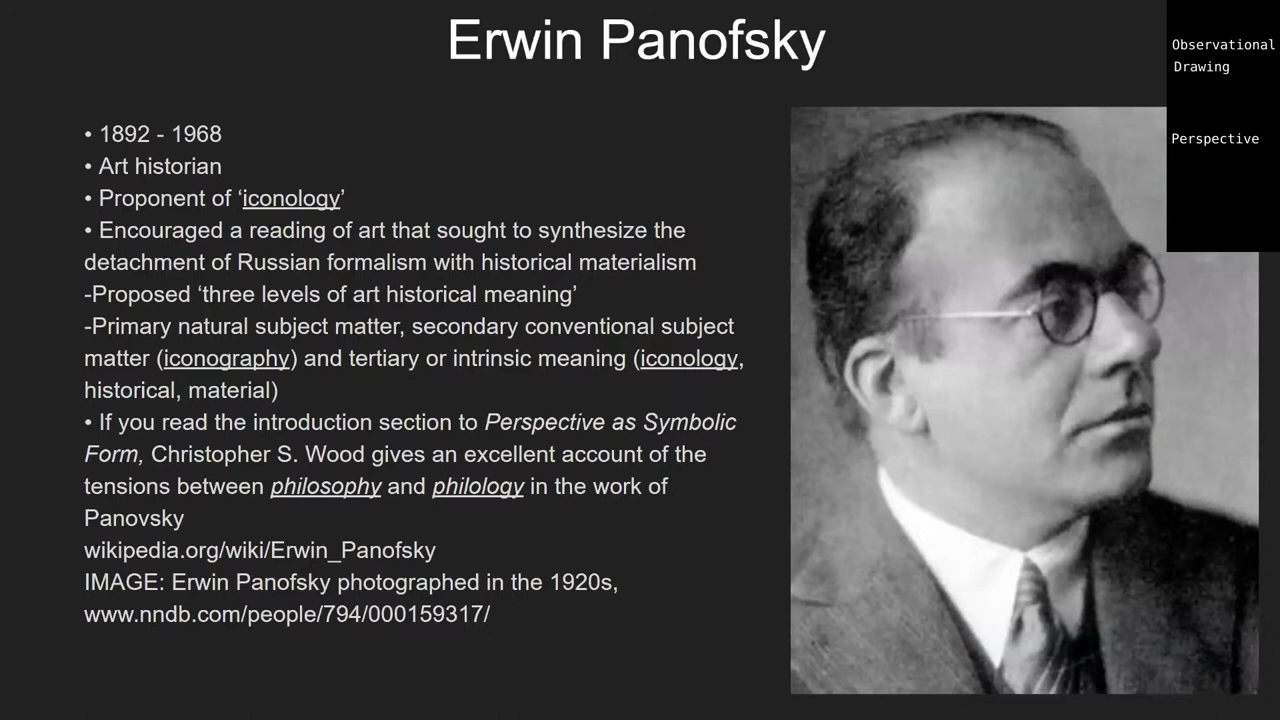 Erwin Panofsky
Observational
Drawing
Perspective
• 1892 - 1968
• Art historian
• Proponent of ‘iconology’
• Encouraged a reading of art that sought to synthesize the
detachment of Russian formalism with historical materialism
-Proposed ‘three levels of art historical meaning’
-Primary natural subject matter, secondary conventional subject
matter (iconography) and tertiary or intrinsic meaning (iconology,
historical, material)
• If you read the introduction section to Perspective as Symbolic
Form, Christopher S. Wood gives an excellent account of the
tensions between philosophy and philology in the work of
Panovsky
wikipedia.org/wiki/Erwin_Panofsky
IMAGE: Erwin Panofsky photographed in the 1920s,
www.nndb.com/people/794/000159317/